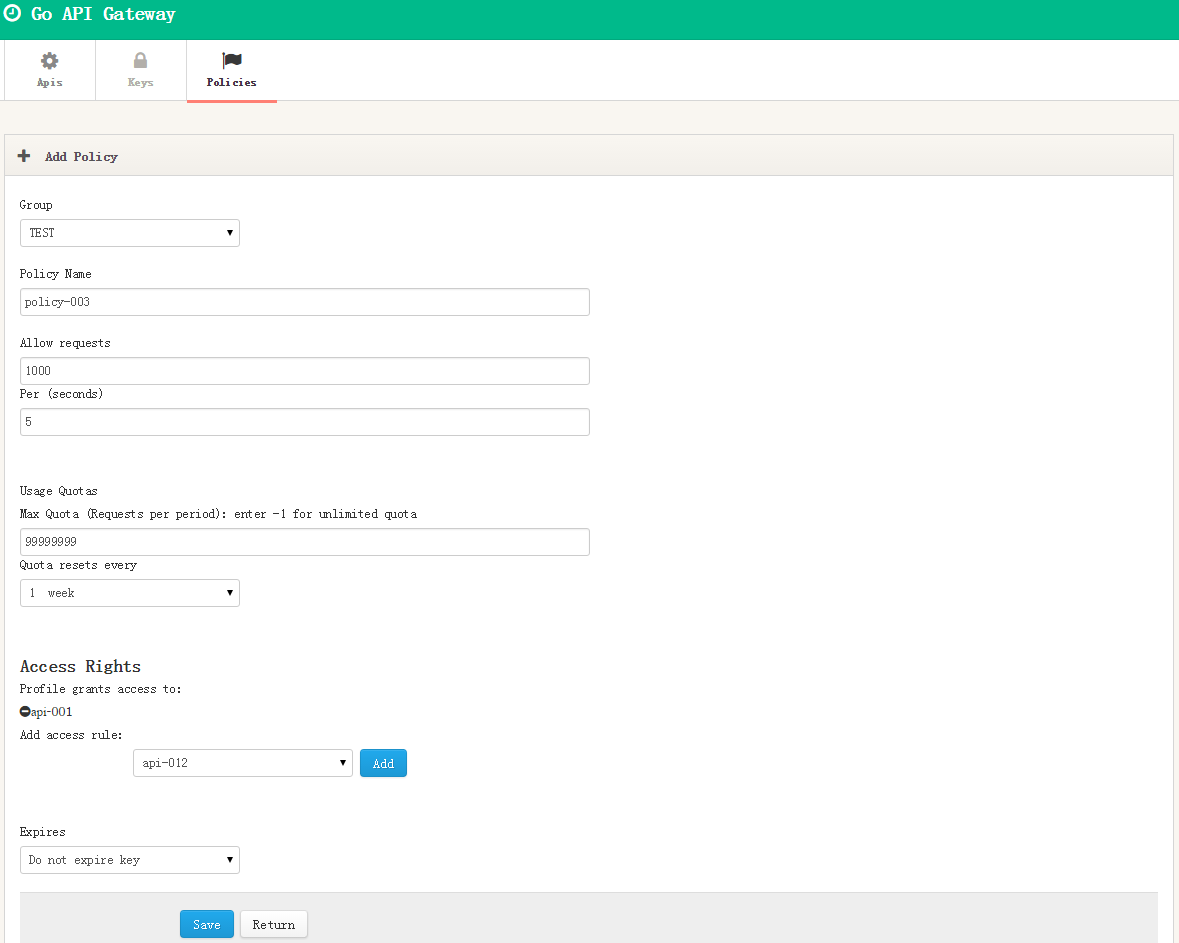 Go API Gateway
Apis Keys Policies
Add Policy
Group
TEST
Policy Name
policy-003
Allow requests
1000
Per (seconds)
5
Usage Quotas
Max Quota (Requests per period): enter -1 for unlimited quota
99999999
Quota resets every
1 week
Access Rights
Profile grants access to:
api-001
Add access rule:
api-012 Add
Expires
Do not expire key
Save Return